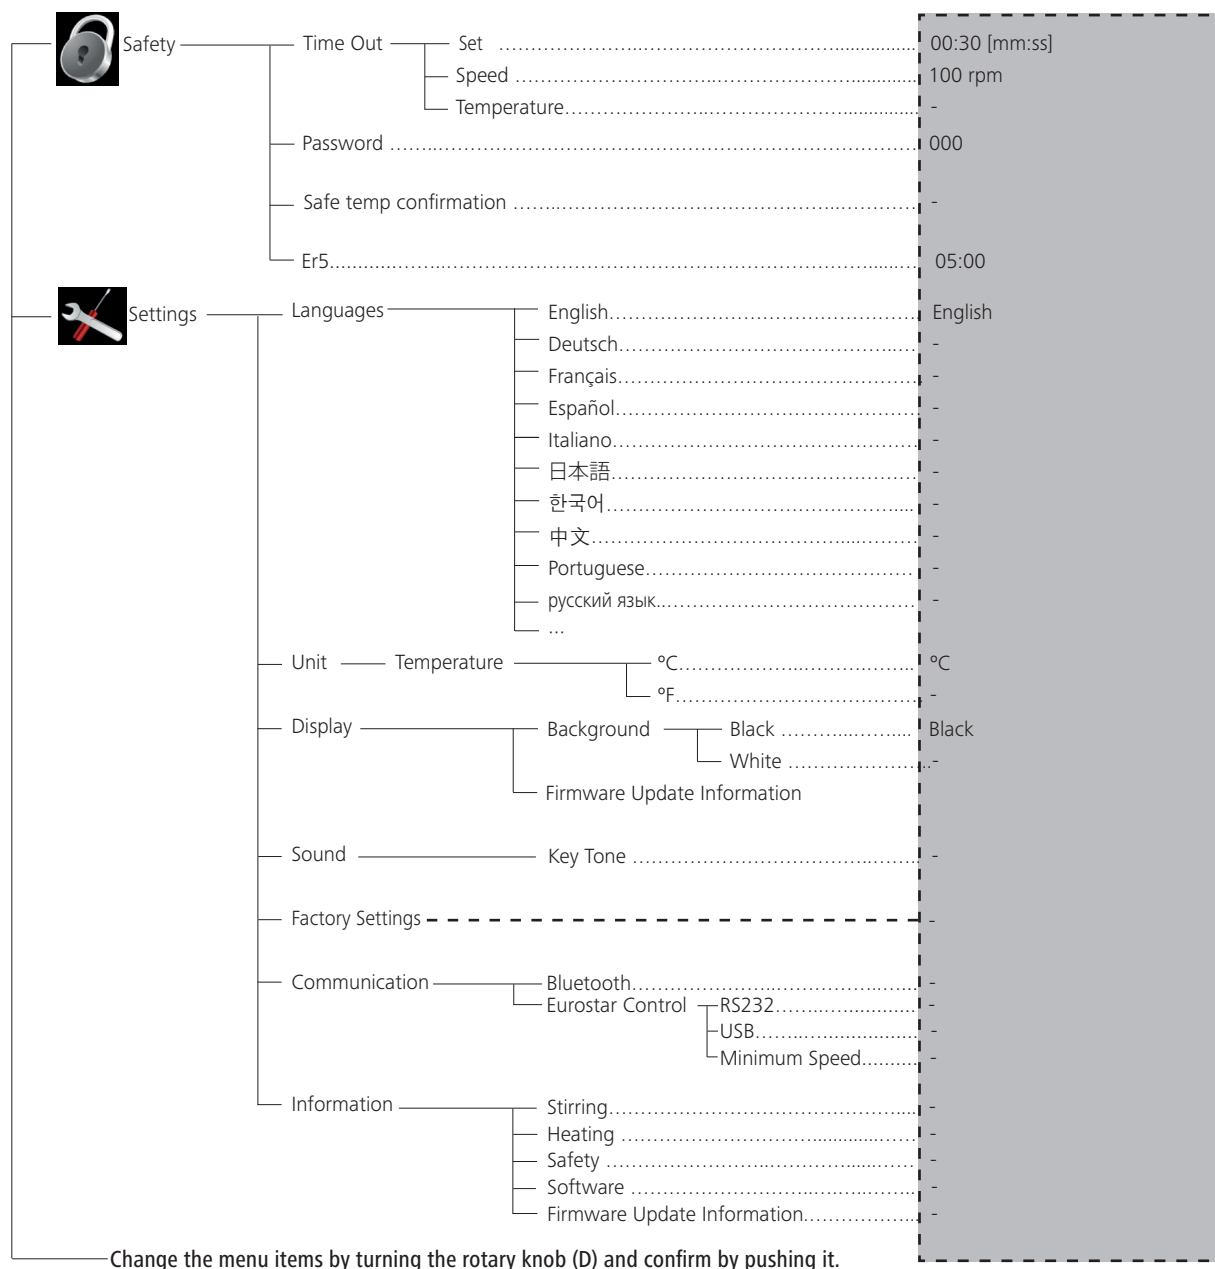 Safety Time Out Set ........ 00:30 [mm:ss]
Speed ........ 100 rpm
Temperature ........ -
Password ........ 000
Safe temp confirmation ........ -
Er5 ........ 05:00
Settings Languages English ........ English
Deutsch ........ -
Français ........ -
Español ........ -
Italiano ........ -
日本語 ........ -
한국어 ........ -
中文 ........ -
Portuguese ........ -
русский язык ........ -
...
Unit Temperature ºC ........ ºC
ºF ........ -
Display Background Black ........ Black
White ........ -
Firmware Update Information
Sound Key Tone ........ -
Factory Settings -
Communication Bluetooth ........ -
Eurostar Control RS232 ........ -
USB ........ -
Minimum Speed ........ -
Information Stirring ........ -
Heating ........ -
Safety ........ -
Software ........ -
Firmware Update Information ........ -
Change the menu items by turning the rotary knob (D) and confirm by pushing it.